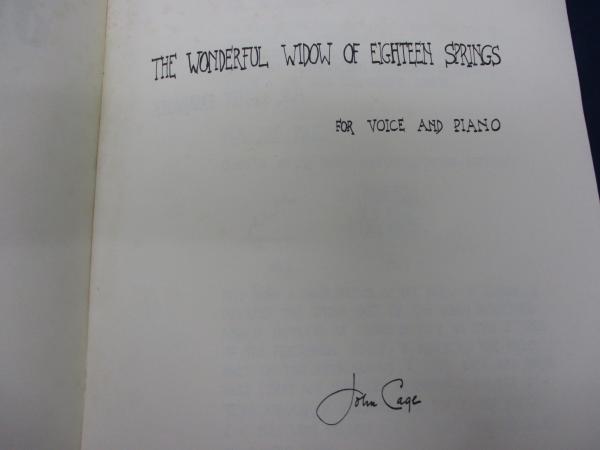 THE WONDERFUL WIDOW OF EIGHTEEN SPRINGS
FOR VOICE AND PIANO
John Cage